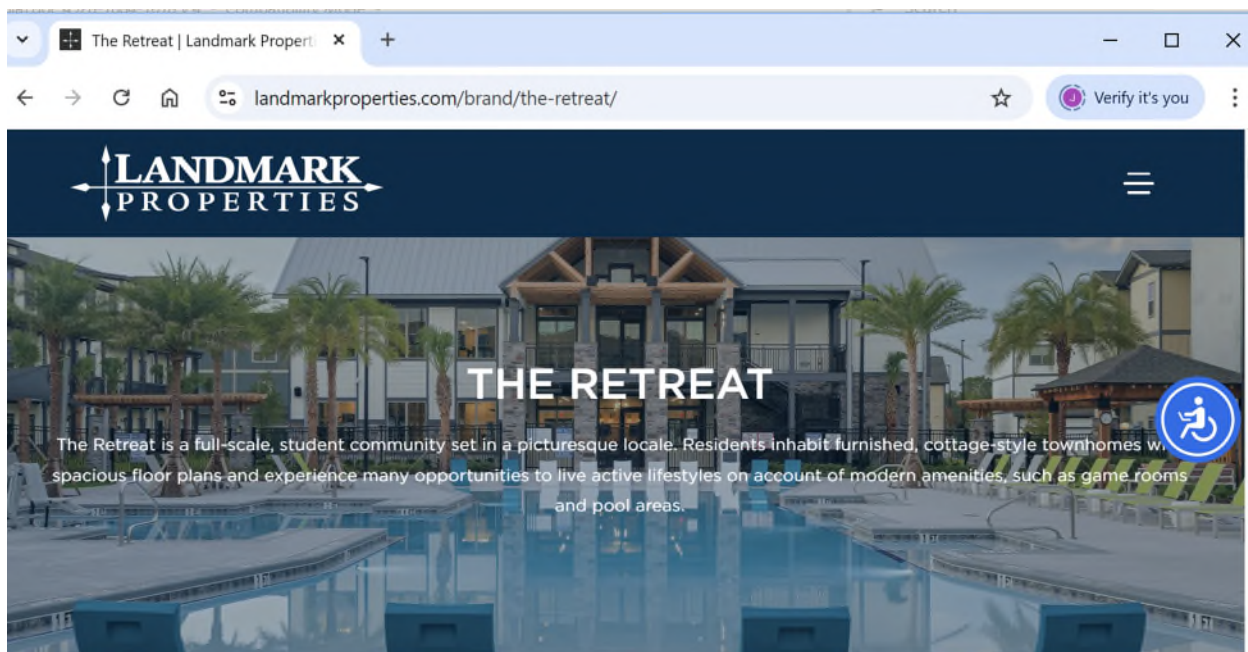 The Retreat | Landmark Properti
landmarkproperties.com/brand/the-retreat/
J
Verify it's you
LANDMARK
PROPERTIES
THE RETREAT
The Retreat is a full-scale, student community set in a picturesque locale. Residents inhabit furnished, cottage-style townhomes w
spacious floor plans and experience many opportunities to live active lifestyles on account of modern amenities, such as game rooms
and pool areas.